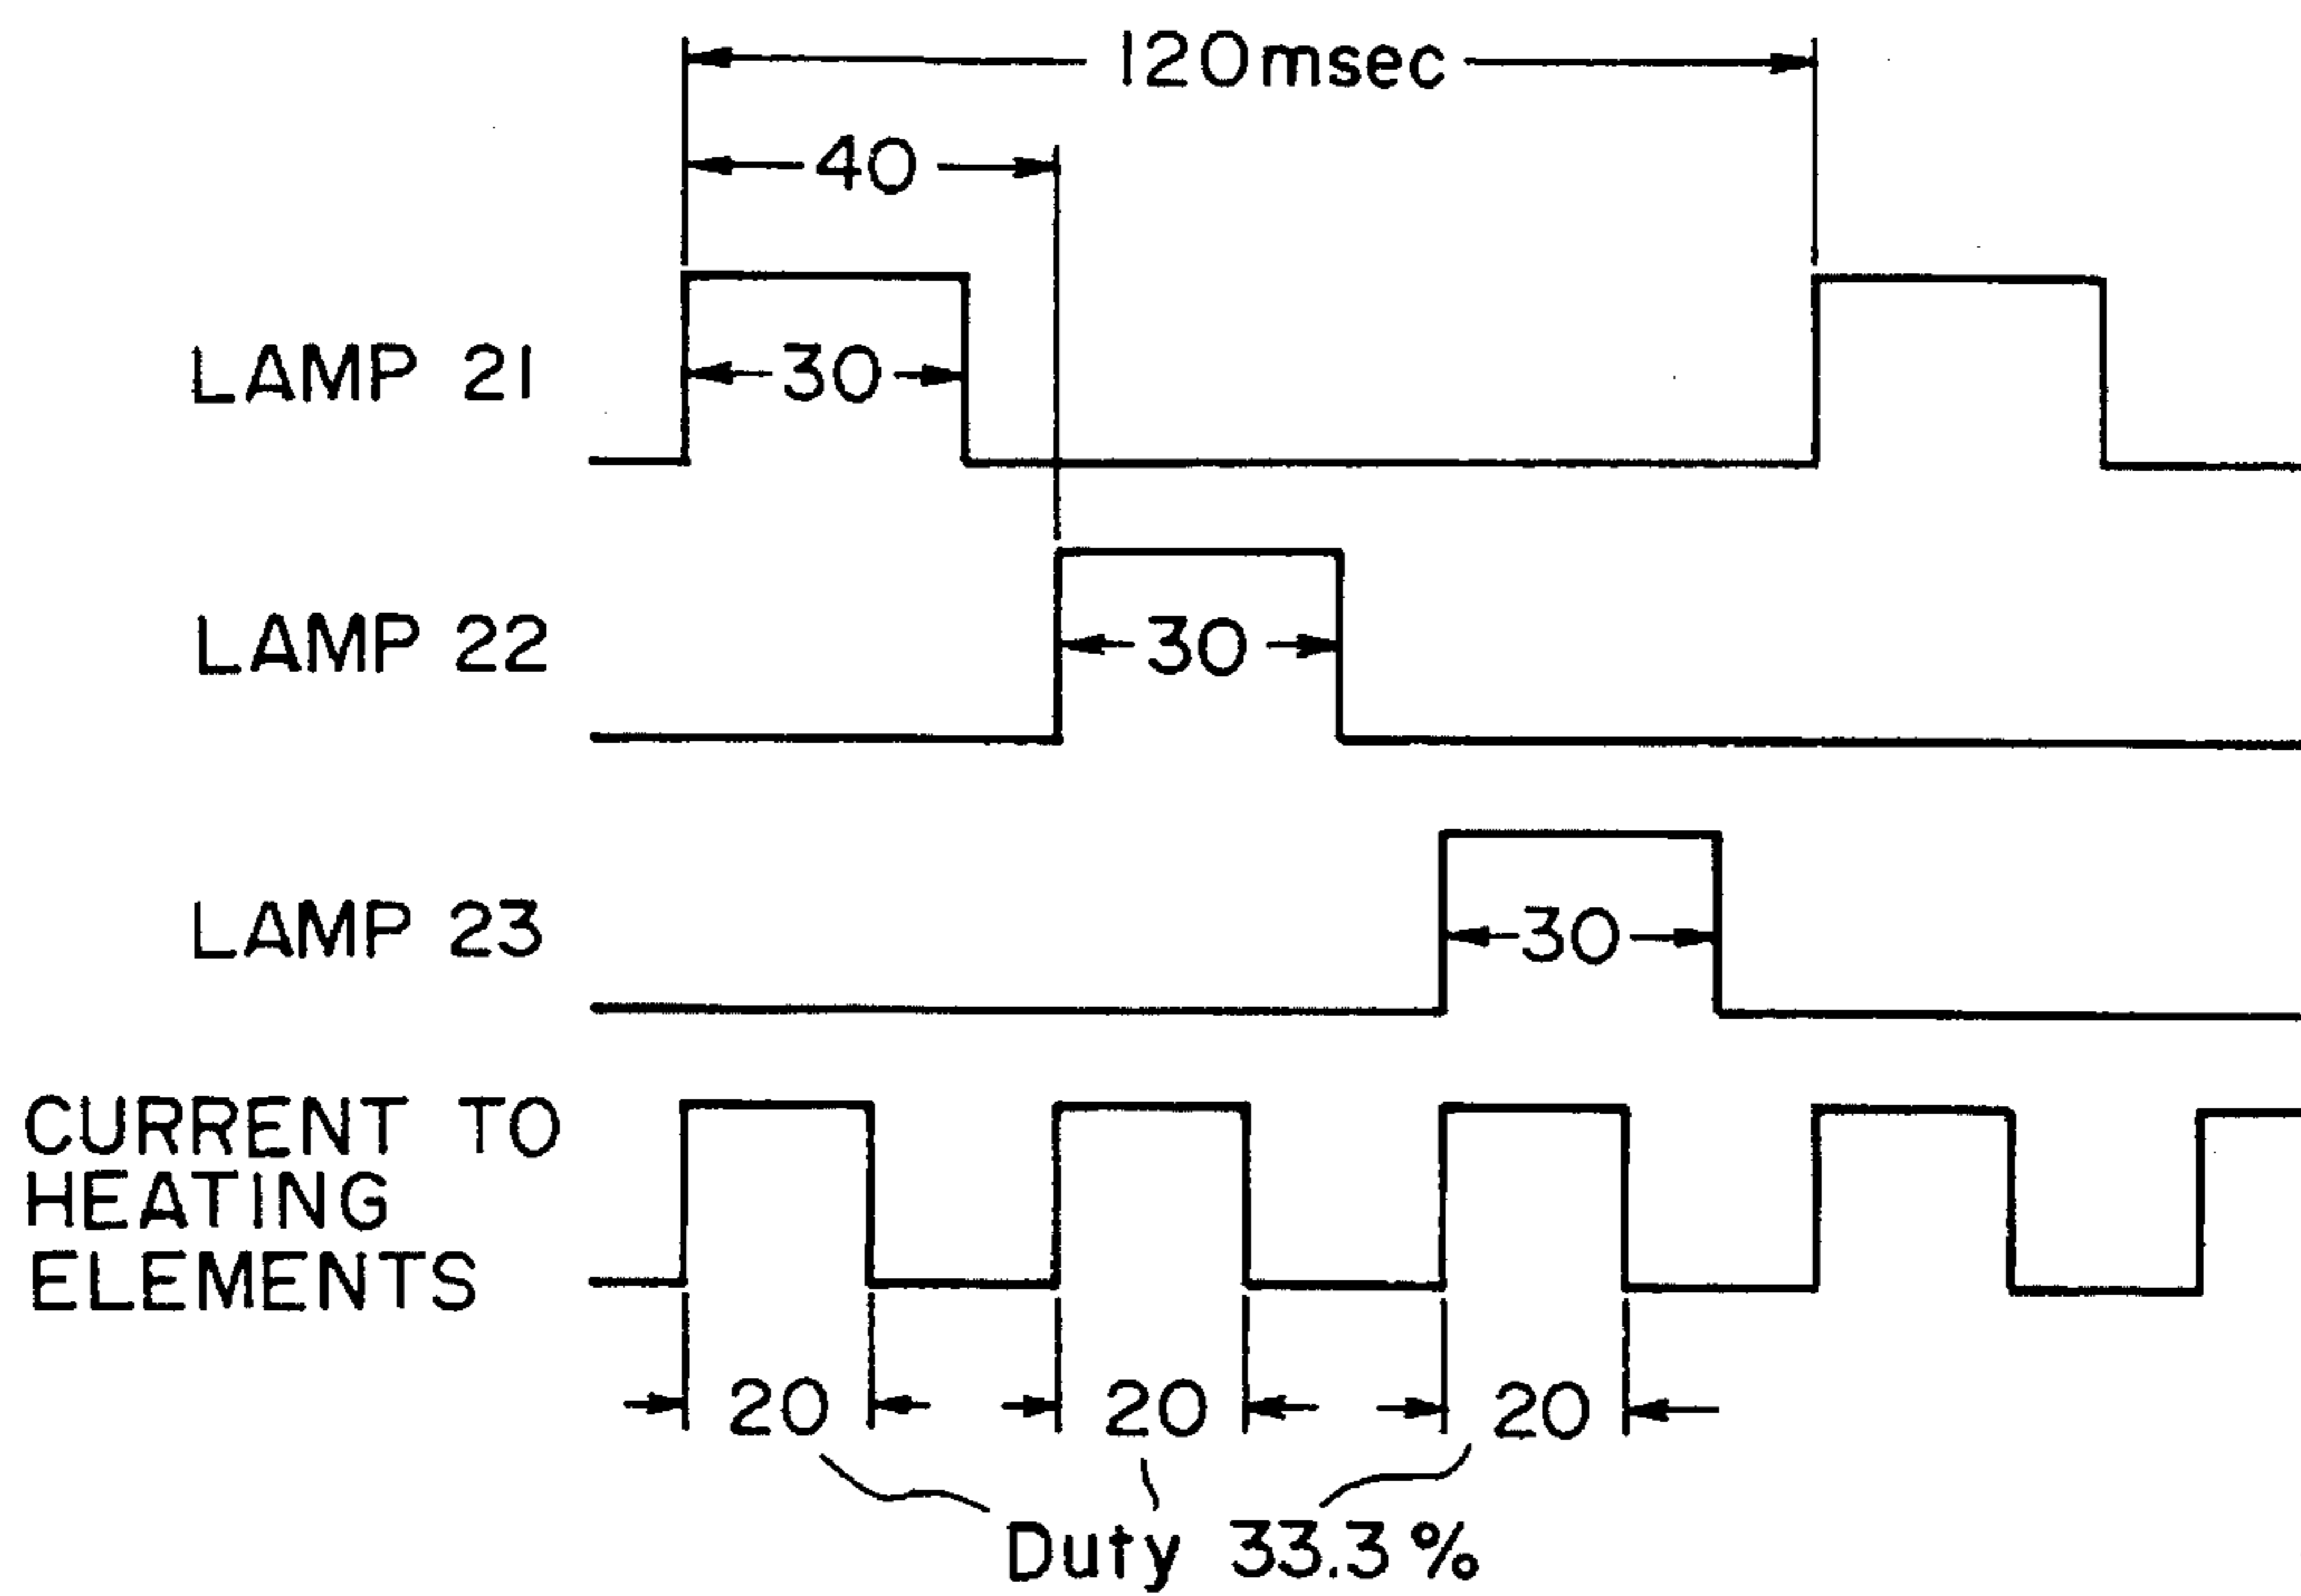 120msec
40
LAMP 21
30
LAMP 22
30
LAMP 23
30
CURRENT TO
HEATING
ELEMENTS
20 20 20
Duty 33.3%